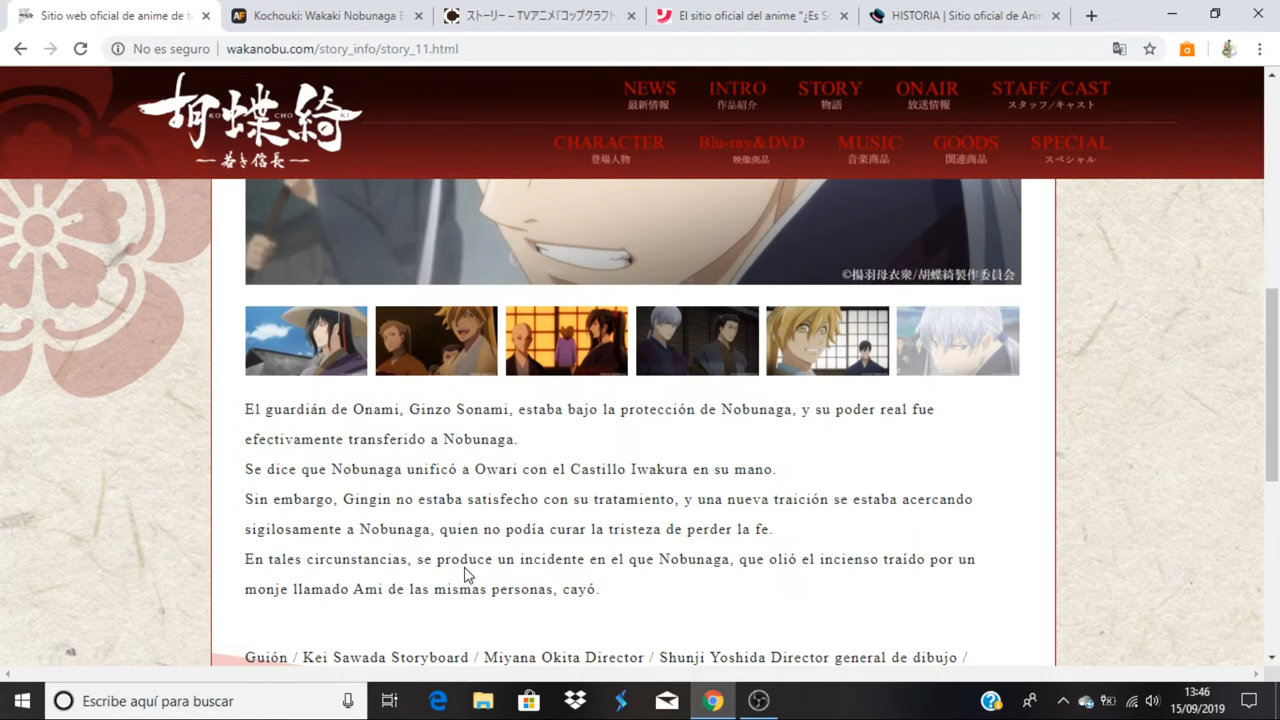 Sitio web oficial de anime de te
Kochouki: Wakaki Nobunaga E
ストーリー – TVアニメ『コップクラフト
El sitio oficial del anime "¿Es So
HISTORIA | Sitio oficial de Anim
No es seguro | wakanobu.com/story_info/story_11.html
胡蝶綺
KO CHO KI
若き信長
NEWS INTRO STORY ONAIR STAFF/CAST
最新情報 作品紹介 物語 放送情報 スタッフ/キャスト
CHARACTER Blu-ray&DVD MUSIC GOODS SPECIAL
登場人物 映像商品 音楽商品 関連商品 スペシャル
©揚羽母衣衆/胡蝶綺製作委員会
El guardián de Onami, Ginzo Sonami, estaba bajo la protección de Nobunaga, y su poder real fue
efectivamente transferido a Nobunaga.
Se dice que Nobunaga unificó a Owari con el Castillo Iwakura en su mano.
Sin embargo, Gingin no estaba satisfecho con su tratamiento, y una nueva traición se estaba acercando
sigilosamente a Nobunaga, quien no podía curar la tristeza de perder la fe.
En tales circunstancias, se produce un incidente en el que Nobunaga, que olió el incienso traído por un
monje llamado Ami de las mismas personas, cayó.
Guión / Kei Sawada Storyboard / Miyana Okita Director / Shunji Yoshida Director general de dibujo /
Escribe aquí para buscar
13:46
15/09/2019